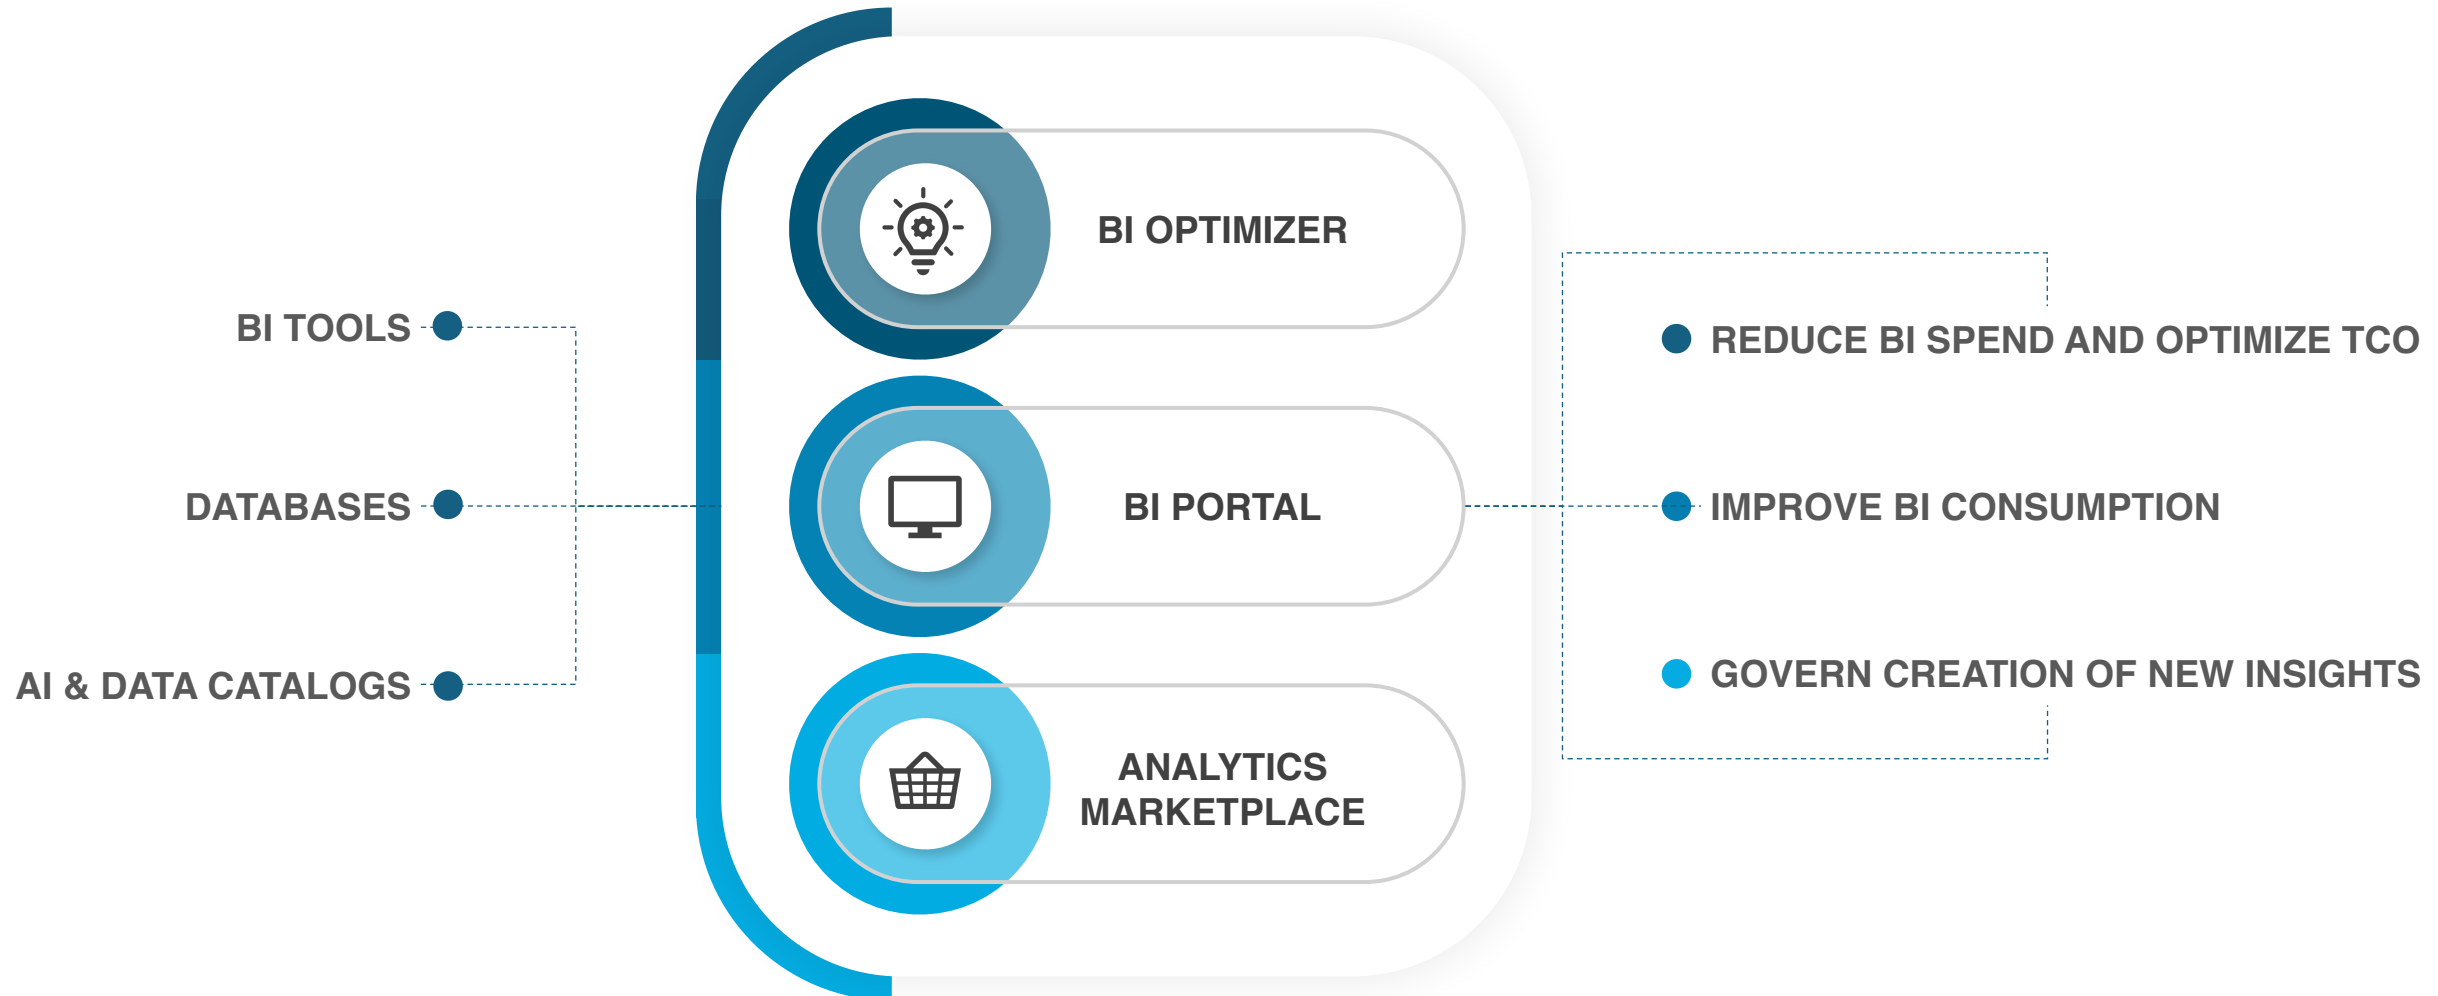 BI TOOLS
DATABASES
AI & DATA CATALOGS
BI OPTIMIZER
BI PORTAL
ANALYTICS
MARKETPLACE
REDUCE BI SPEND AND OPTIMIZE TCO
IMPROVE BI CONSUMPTION
GOVERN CREATION OF NEW INSIGHTS